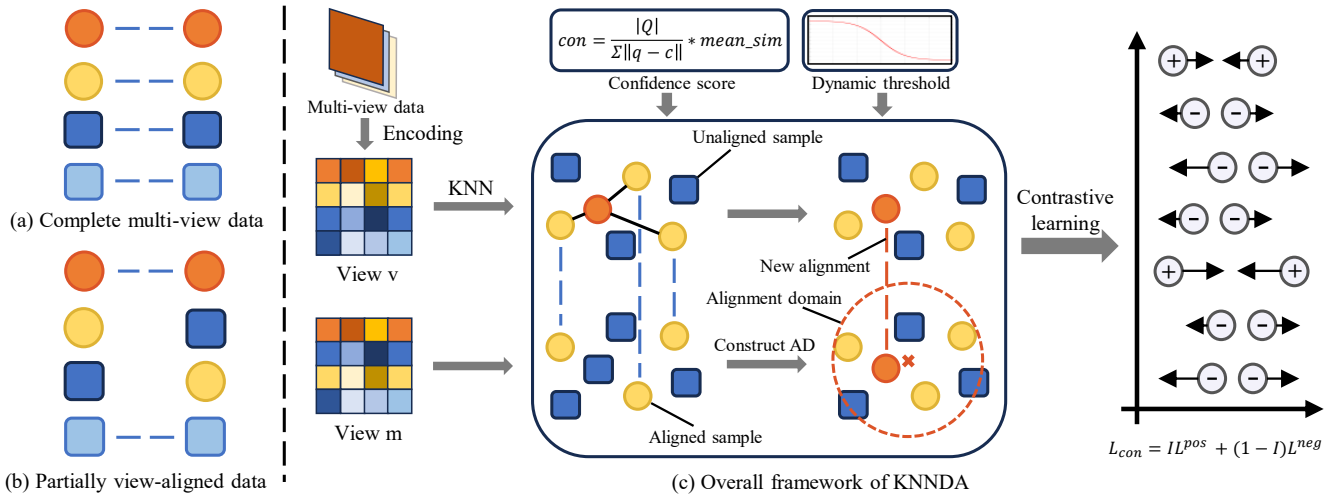 (a) Complete multi-view data
(b) Partially view-aligned data
Multi-view data
Encoding
View v
View m
KNN
con = |Q| / Σ‖q − c‖ * mean_sim
Confidence score
Dynamic threshold
Unaligned sample
New alignment
Alignment domain
Construct AD
Aligned sample
(c) Overall framework of KNNDA
Contrastive
learning
+ +
- -
- -
- -
+ +
- -
- -
L_con = IL^pos + (1 − I)L^neg